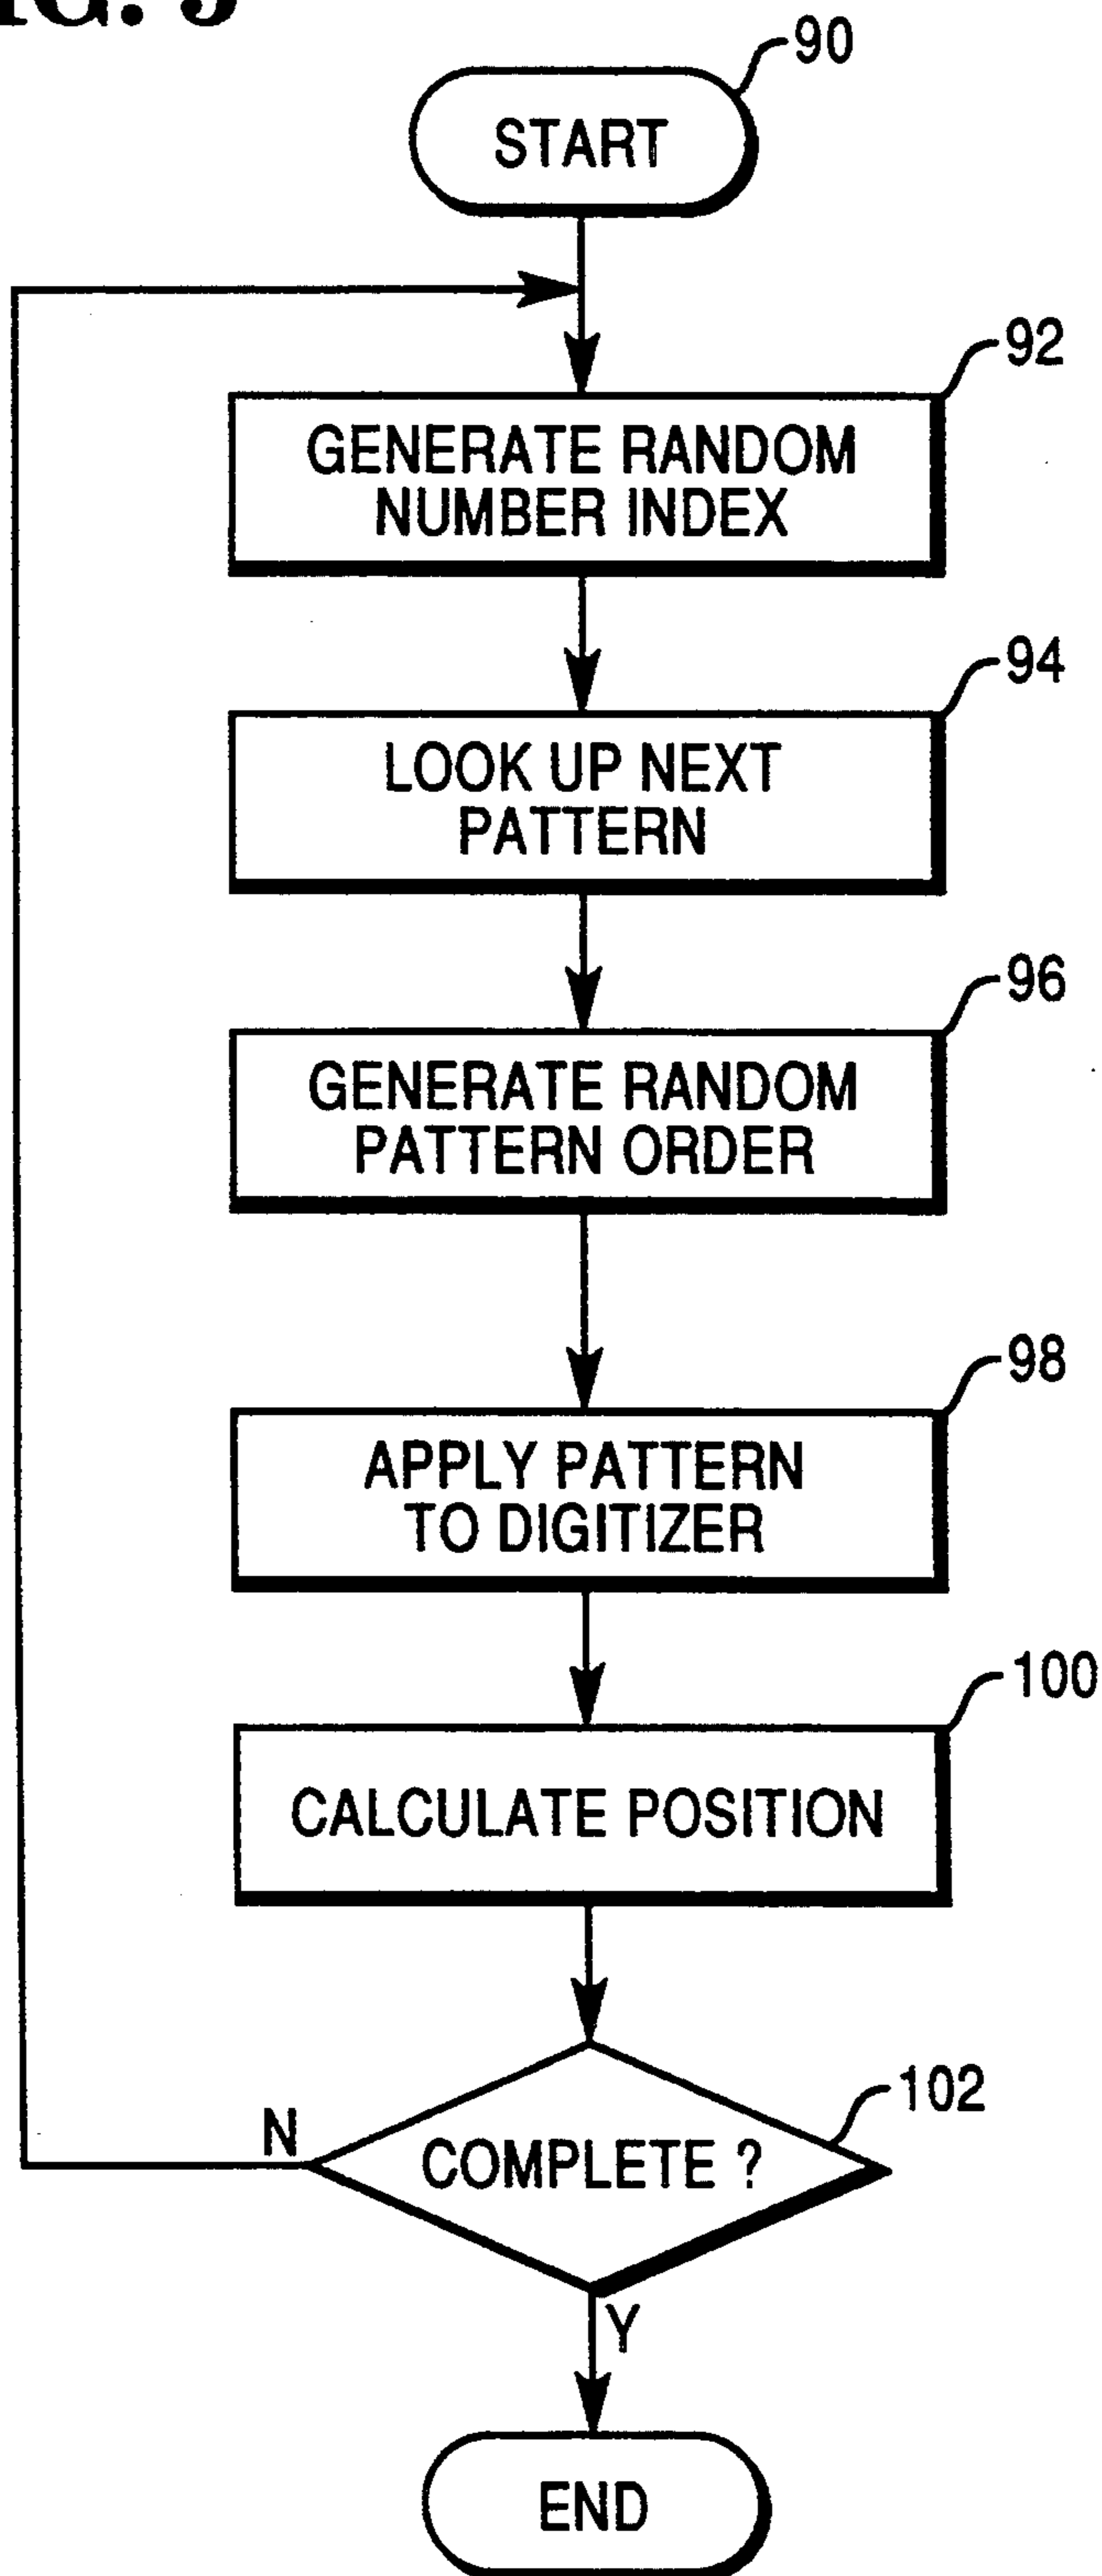 90
START
92
GENERATE RANDOM
NUMBER INDEX
94
LOOK UP NEXT
PATTERN
96
GENERATE RANDOM
PATTERN ORDER
98
APPLY PATTERN
TO DIGITIZER
100
CALCULATE POSITION
102
N
COMPLETE ?
Y
END